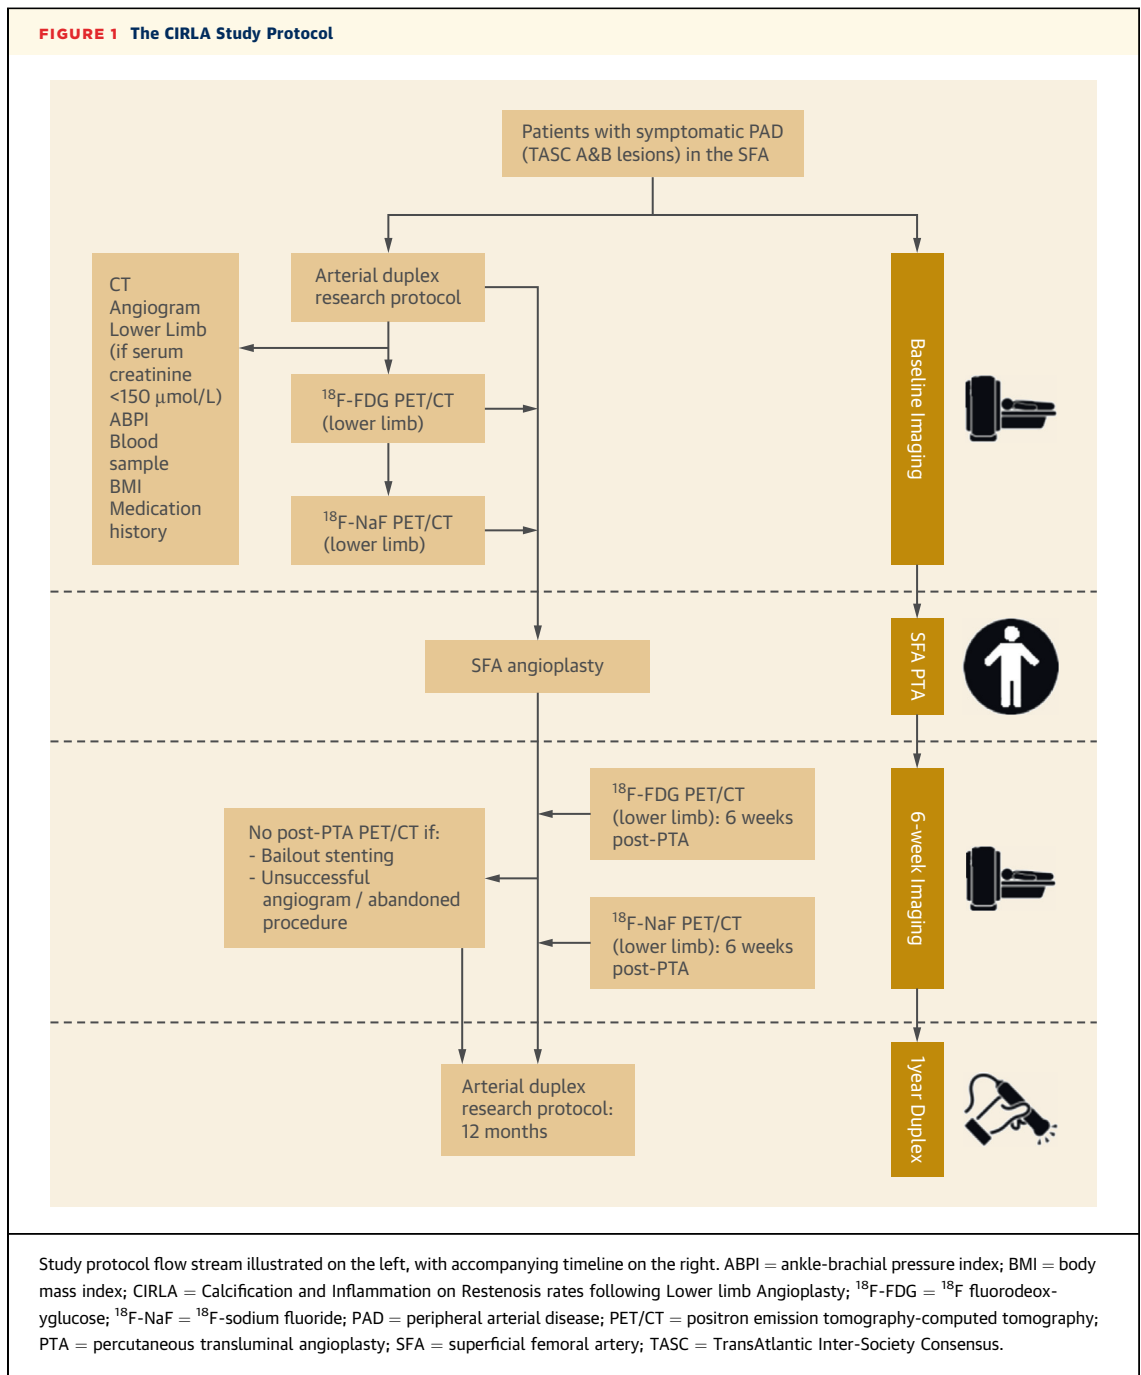 FIGURE 1 The CIRLA Study Protocol
Patients with symptomatic PAD
(TASC A&B lesions) in the SFA
CT
Angiogram
Lower Limb
(if serum
creatinine
<150 μmol/L)
ABPI
Blood
sample
BMI
Medication
history
Arterial duplex
research protocol
18F-FDG PET/CT
(lower limb)
18F-NaF PET/CT
(lower limb)
Baseline Imaging
SFA angioplasty
SFA PTA
18F-FDG PET/CT
(lower limb): 6 weeks
post-PTA
No post-PTA PET/CT if:
- Bailout stenting
- Unsuccessful
angiogram / abandoned
procedure
18F-NaF PET/CT
(lower limb): 6 weeks
post-PTA
6-week Imaging
Arterial duplex
research protocol:
12 months
1year Duplex
Study protocol flow stream illustrated on the left, with accompanying timeline on the right. ABPI = ankle-brachial pressure index; BMI = body
mass index; CIRLA = Calcification and Inflammation on Restenosis rates following Lower limb Angioplasty; 18F-FDG = 18F fluorodeox-
yglucose; 18F-NaF = 18F-sodium fluoride; PAD = peripheral arterial disease; PET/CT = positron emission tomography-computed tomography;
PTA = percutaneous transluminal angioplasty; SFA = superficial femoral artery; TASC = TransAtlantic Inter-Society Consensus.